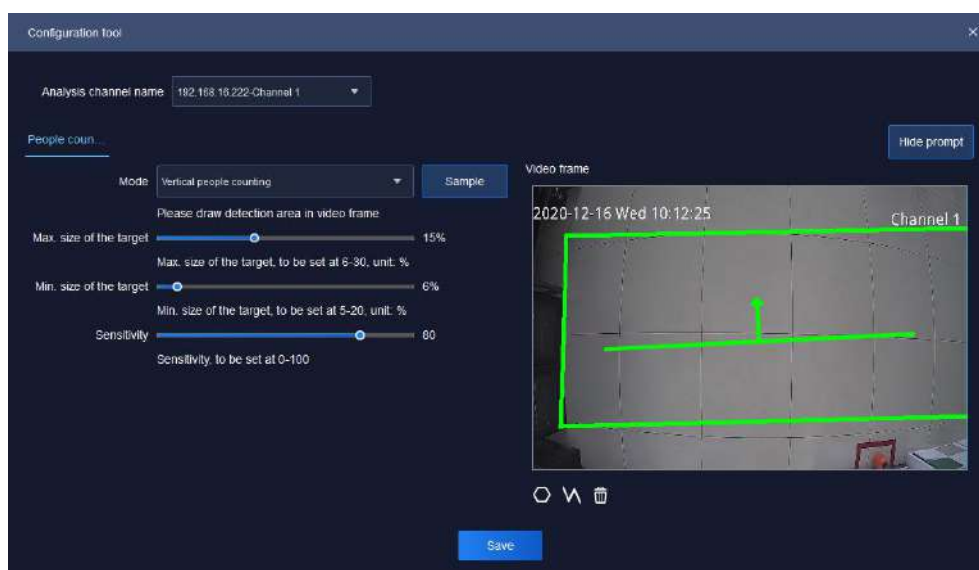 Configuration tool
Analysis channel name
192.168.16.222-Channel 1
People coun...
Hide prompt
Mode
Vertical people counting
Sample
Video frame
Please draw detection area in video frame
2020-12-16 Wed 10:12:25
Channel 1
Max. size of the target
15%
Max. size of the target, to be set at 6-30, unit: %
Min. size of the target
6%
Min. size of the target, to be set at 5-20, unit: %
Sensitivity
80
Sensitivity, to be set at 0-100
Save